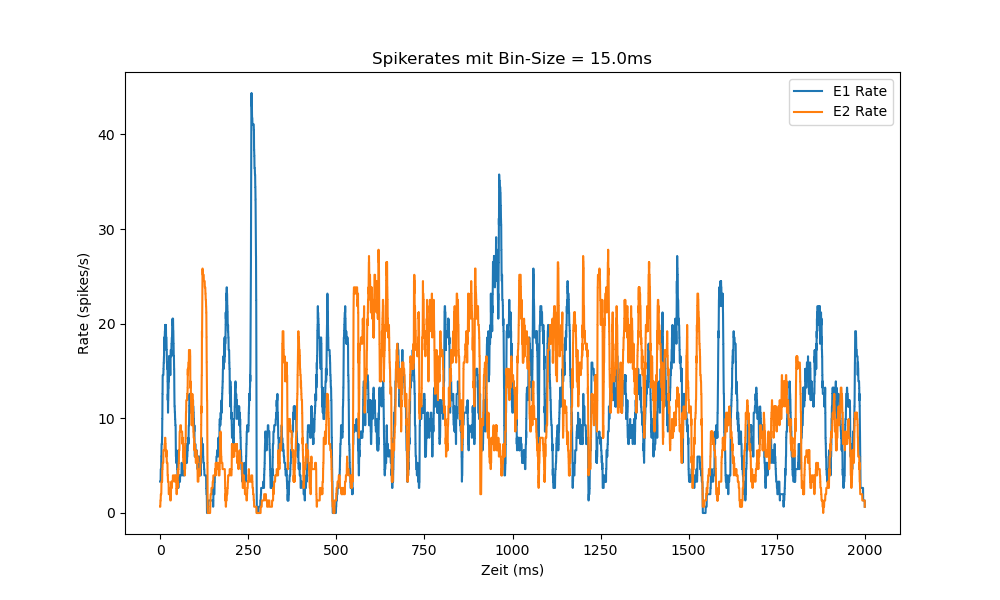 Spikerates mit Bin-Size = 15.0ms
E1 Rate
E2 Rate
Rate (spikes/s)
40
30
20
10
0
0 250 500 750 1000 1250 1500 1750 2000
Zeit (ms)